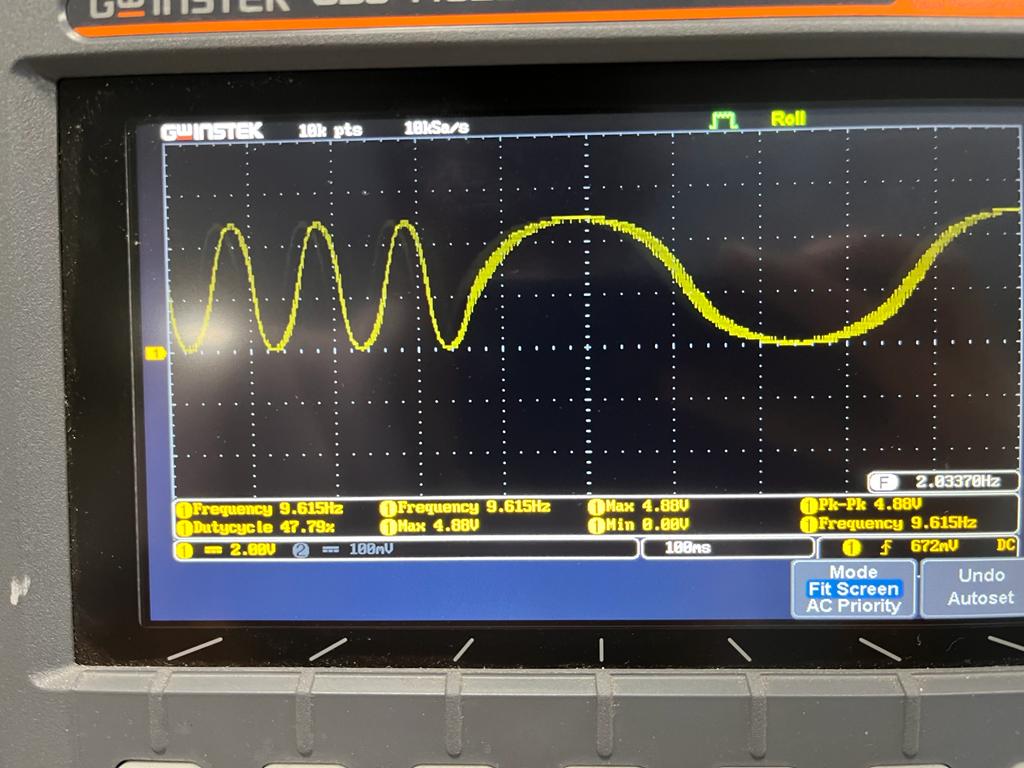 GWINSTEK
GWINSTEK 10k pts 10kSa/s Roll
F 2.03370Hz
1 Frequency 9.615Hz 1 Frequency 9.615Hz 1 Max 4.88V 1 Pk-Pk 4.88V
1 Dutycycle 47.79% 1 Max 4.88V 1 Min 0.00V 1 Frequency 9.615Hz
1 2.00V 2 100mV 100ms 1 672mV DC
1
Mode
Fit Screen
AC Priority
Undo
Autoset